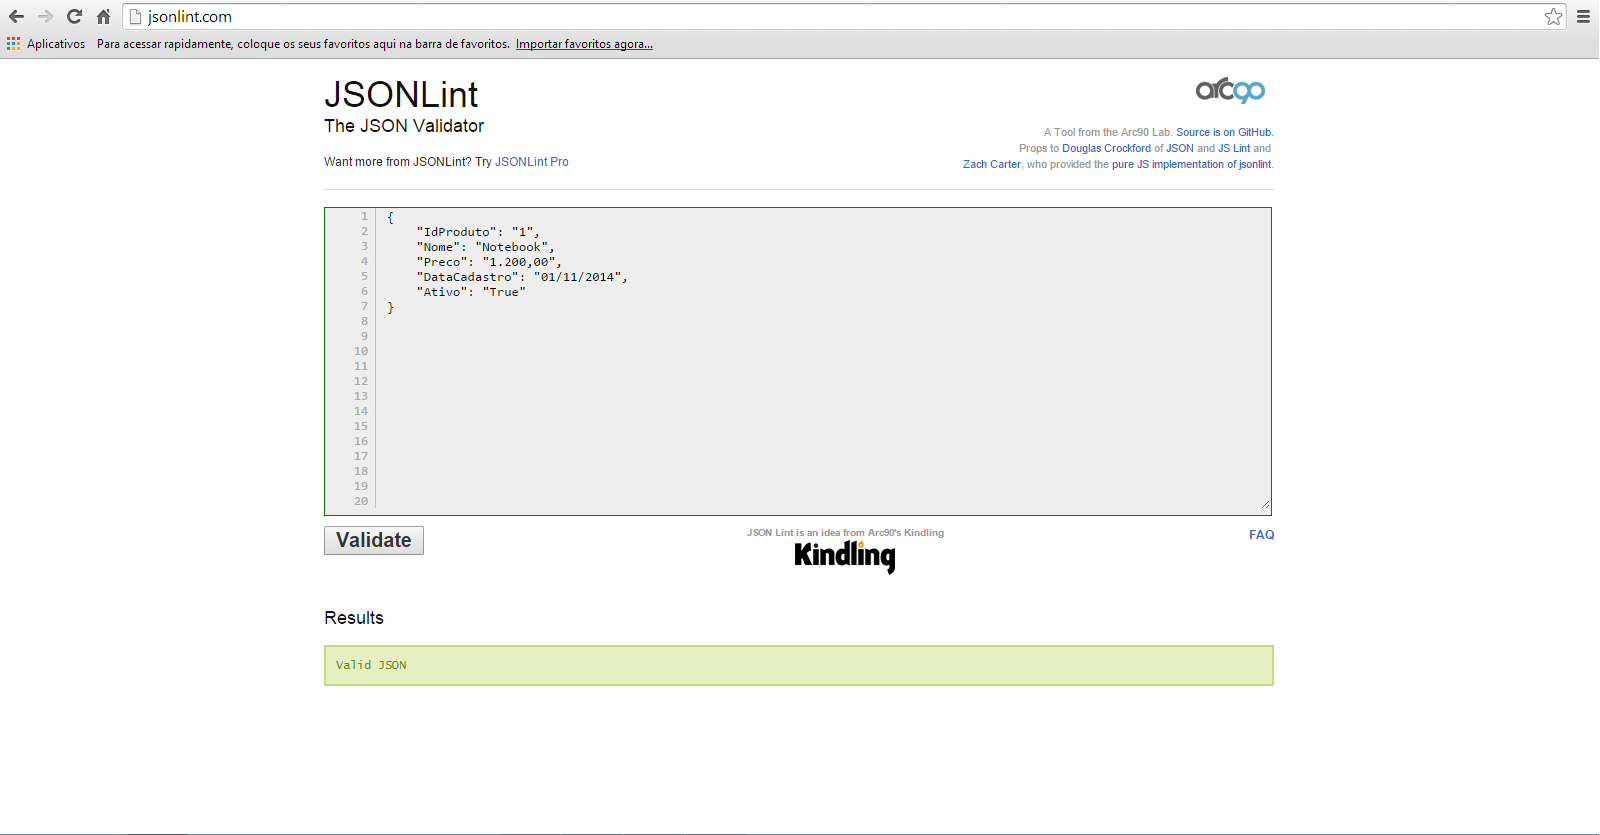 jsonlint.com
Aplicativos Para acessar rapidamente, coloque os seus favoritos aqui na barra de favoritos. Importar favoritos agora...
JSONLint
The JSON Validator
Want more from JSONLint? Try JSONLint Pro
arc90
A Tool from the Arc90 Lab. Source is on GitHub.
Props to Douglas Crockford of JSON and JS Lint and
Zach Carter, who provided the pure JS implementation of jsonlint.
1 {
2 "IdProduto": "1",
3 "Nome": "Notebook",
4 "Preco": "1.200,00",
5 "DataCadastro": "01/11/2014",
6 "Ativo": "True"
7 }
8
9
10
11
12
13
14
15
16
17
18
19
20
Validate
JSON Lint is an idea from Arc90's Kindling
Kindling
FAQ
Results
Valid JSON